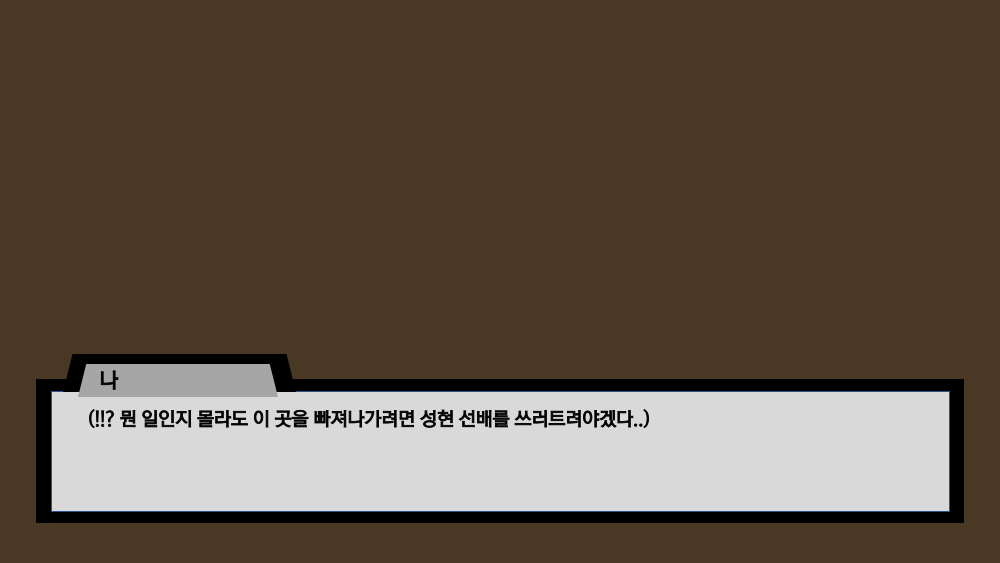 나
(!!? 뭔 일인지 몰라도 이 곳을 빠져나가려면 성현 선배를 쓰러트려야겠다..)